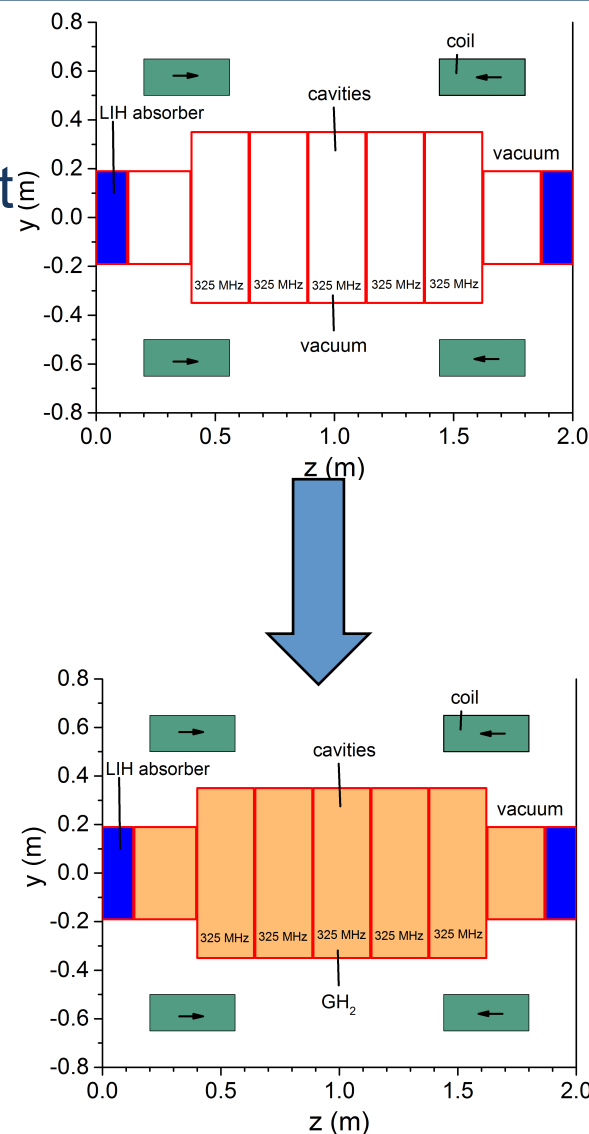 0.8
0.6
0.4
0.2
0.0
-0.2
-0.4
-0.6
-0.8
y (m)
t
coil
cavities
LIH absorber
vacuum
325 MHz 325 MHz 325 MHz 325 MHz 325 MHz
vacuum
0.0 0.5 1.0 1.5 2.0
z (m)
0.8
0.6
0.4
0.2
0.0
-0.2
-0.4
-0.6
-0.8
y (m)
coil
cavities
LIH absorber
vacuum
325 MHz 325 MHz 325 MHz 325 MHz 325 MHz
GH₂
0.0 0.5 1.0 1.5 2.0
z (m)